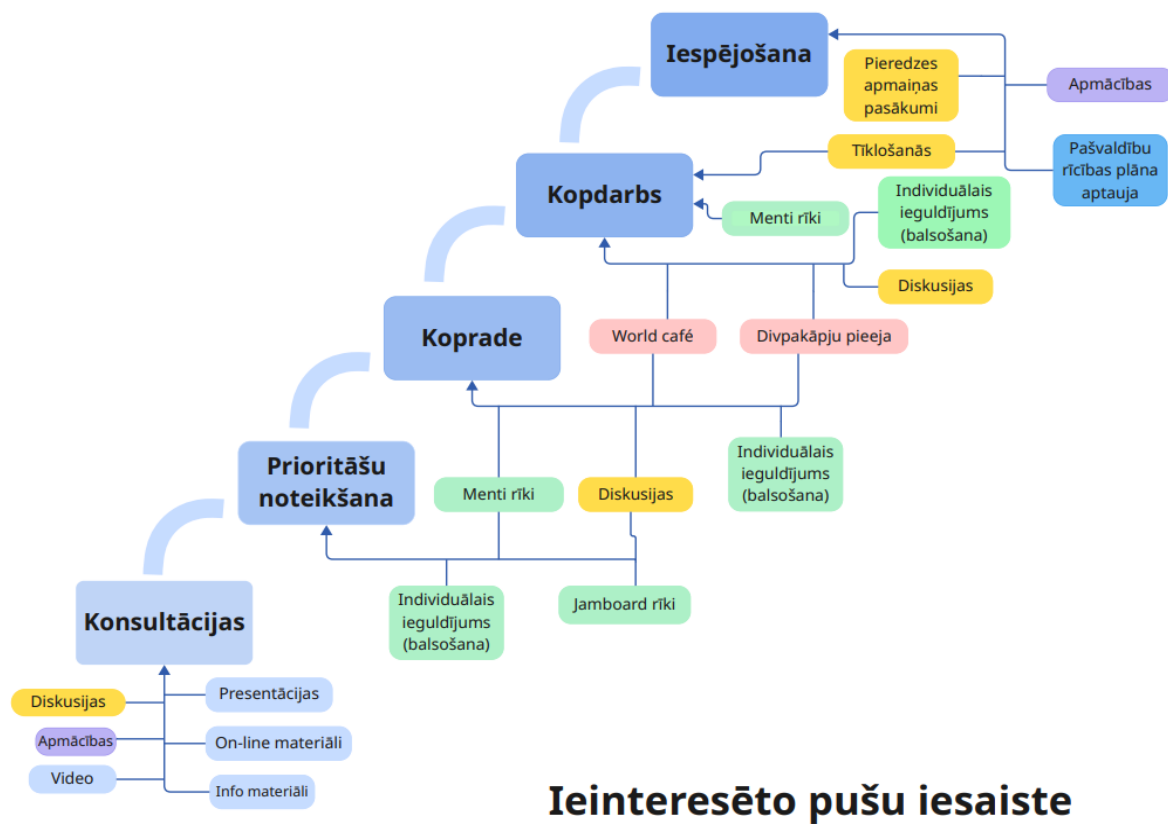 Iespējošana
Pieredzes
apmaiņas
pasākumi
Apmācības
Tīklošanās
Pašvaldību
rīcības plāna
aptauja
Kopdarbs
Menti rīki
Individuālais
ieguldījums
(balsošana)
Diskusijas
Koprade
World café
Divpakāpju pieeja
Prioritāšu
noteikšana
Menti rīki
Diskusijas
Individuālais
ieguldījums
(balsošana)
Konsultācijas
Individuālais
ieguldījums
(balsošana)
Jamboard rīki
Diskusijas
Presentācijas
Apmācības
On-line materiāli
Video
Info materiāli
Ieinteresēto pušu iesaiste